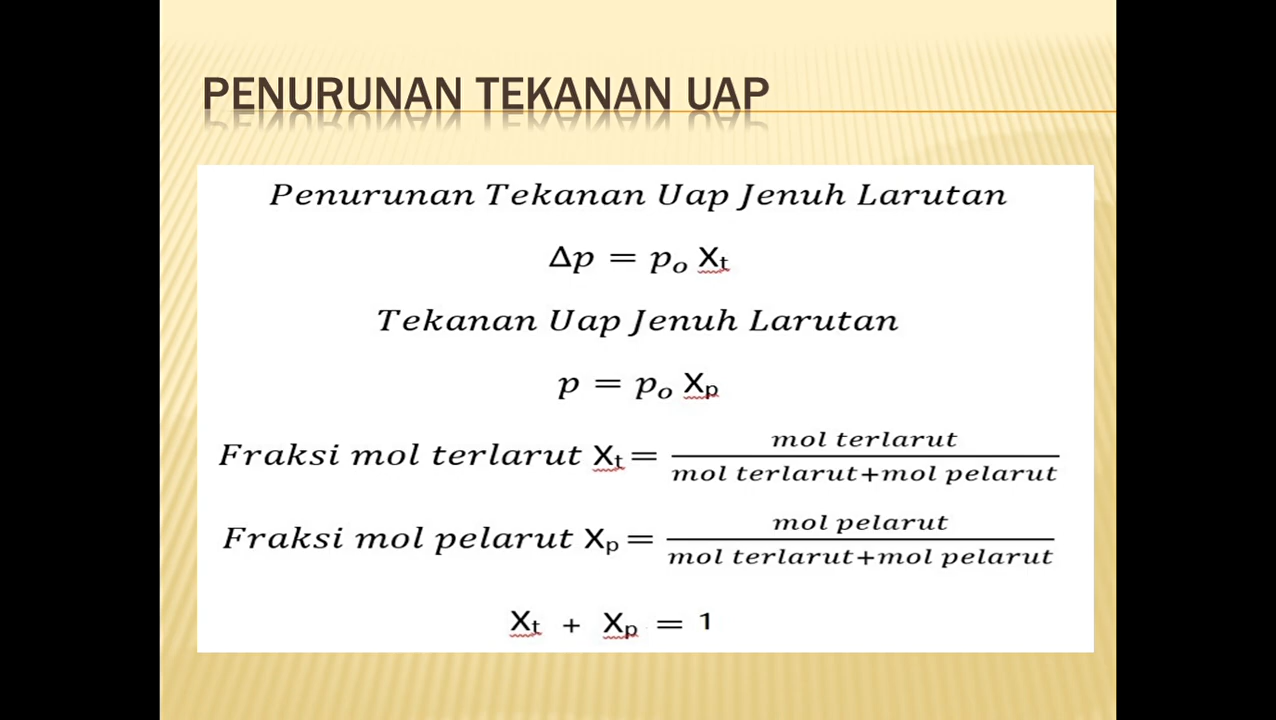 PENURUNAN TEKANAN UAP
Penurunan Tekanan Uap Jenuh Larutan
Δp = pₒ Xₜ
Tekanan Uap Jenuh Larutan
p = pₒ Xₚ
Fraksi mol terlarut Xₜ = mol terlarut / mol terlarut+mol pelarut
Fraksi mol pelarut Xₚ = mol pelarut / mol terlarut+mol pelarut
Xₜ + Xₚ = 1